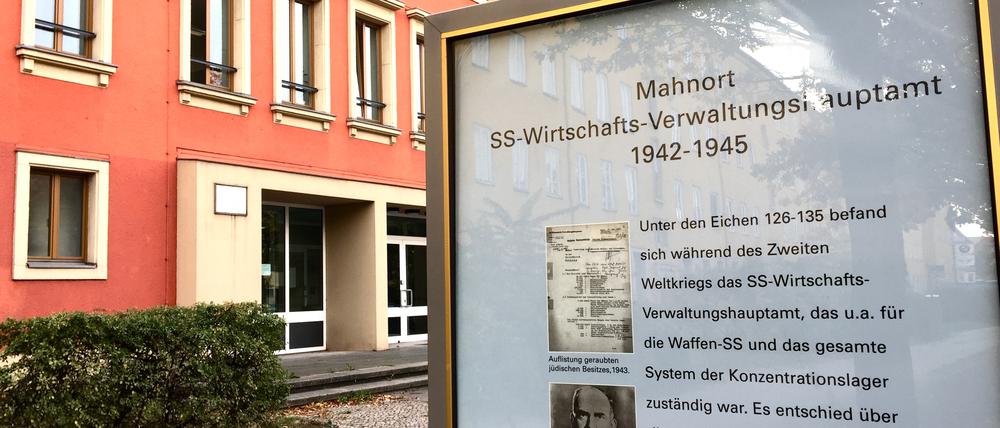 Mahnort
SS-Wirtschafts-Verwaltungshauptamt
1942-1945
Unter den Eichen 126-135 befand
sich während des Zweiten
Weltkriegs das SS-Wirtschafts-
Verwaltungshauptamt, das u.a. für
die Waffen-SS und das gesamte
System der Konzentrationslager
zuständig war. Es entschied über
Auflistung geraubten
jüdischen Besitzes,1943.